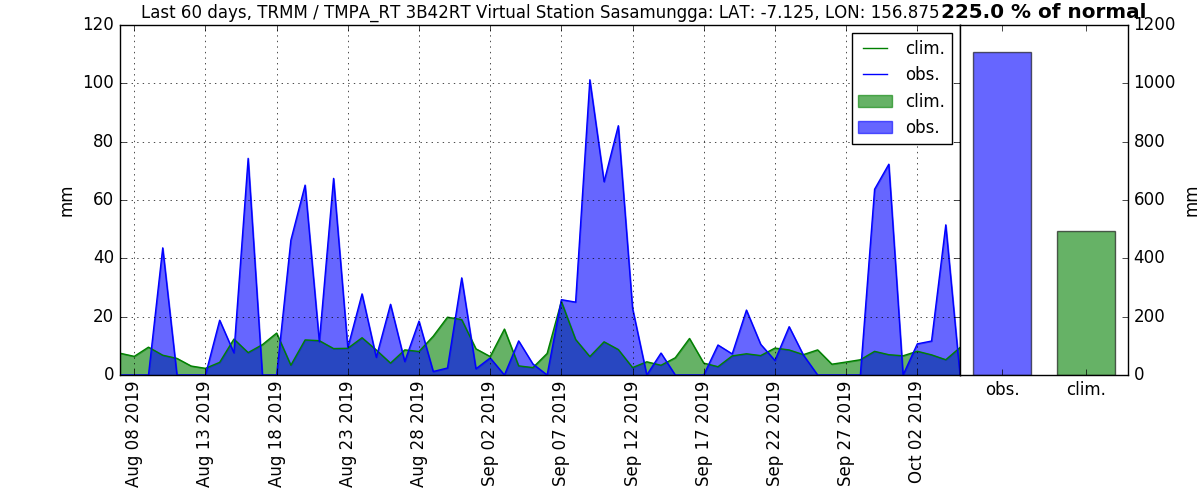 Last 60 days, TRMM / TMPA_RT 3B42RT Virtual Station Sasamungga: LAT: -7.125, LON: 156.875 225.0 % of normal
120
100
80
60
40
20
0
mm
clim.
obs.
clim.
obs.
1200
1000
800
600
400
200
0
mm
obs.
clim.
Aug 08 2019
Aug 13 2019
Aug 18 2019
Aug 23 2019
Aug 28 2019
Sep 02 2019
Sep 07 2019
Sep 12 2019
Sep 17 2019
Sep 22 2019
Sep 27 2019
Oct 02 2019